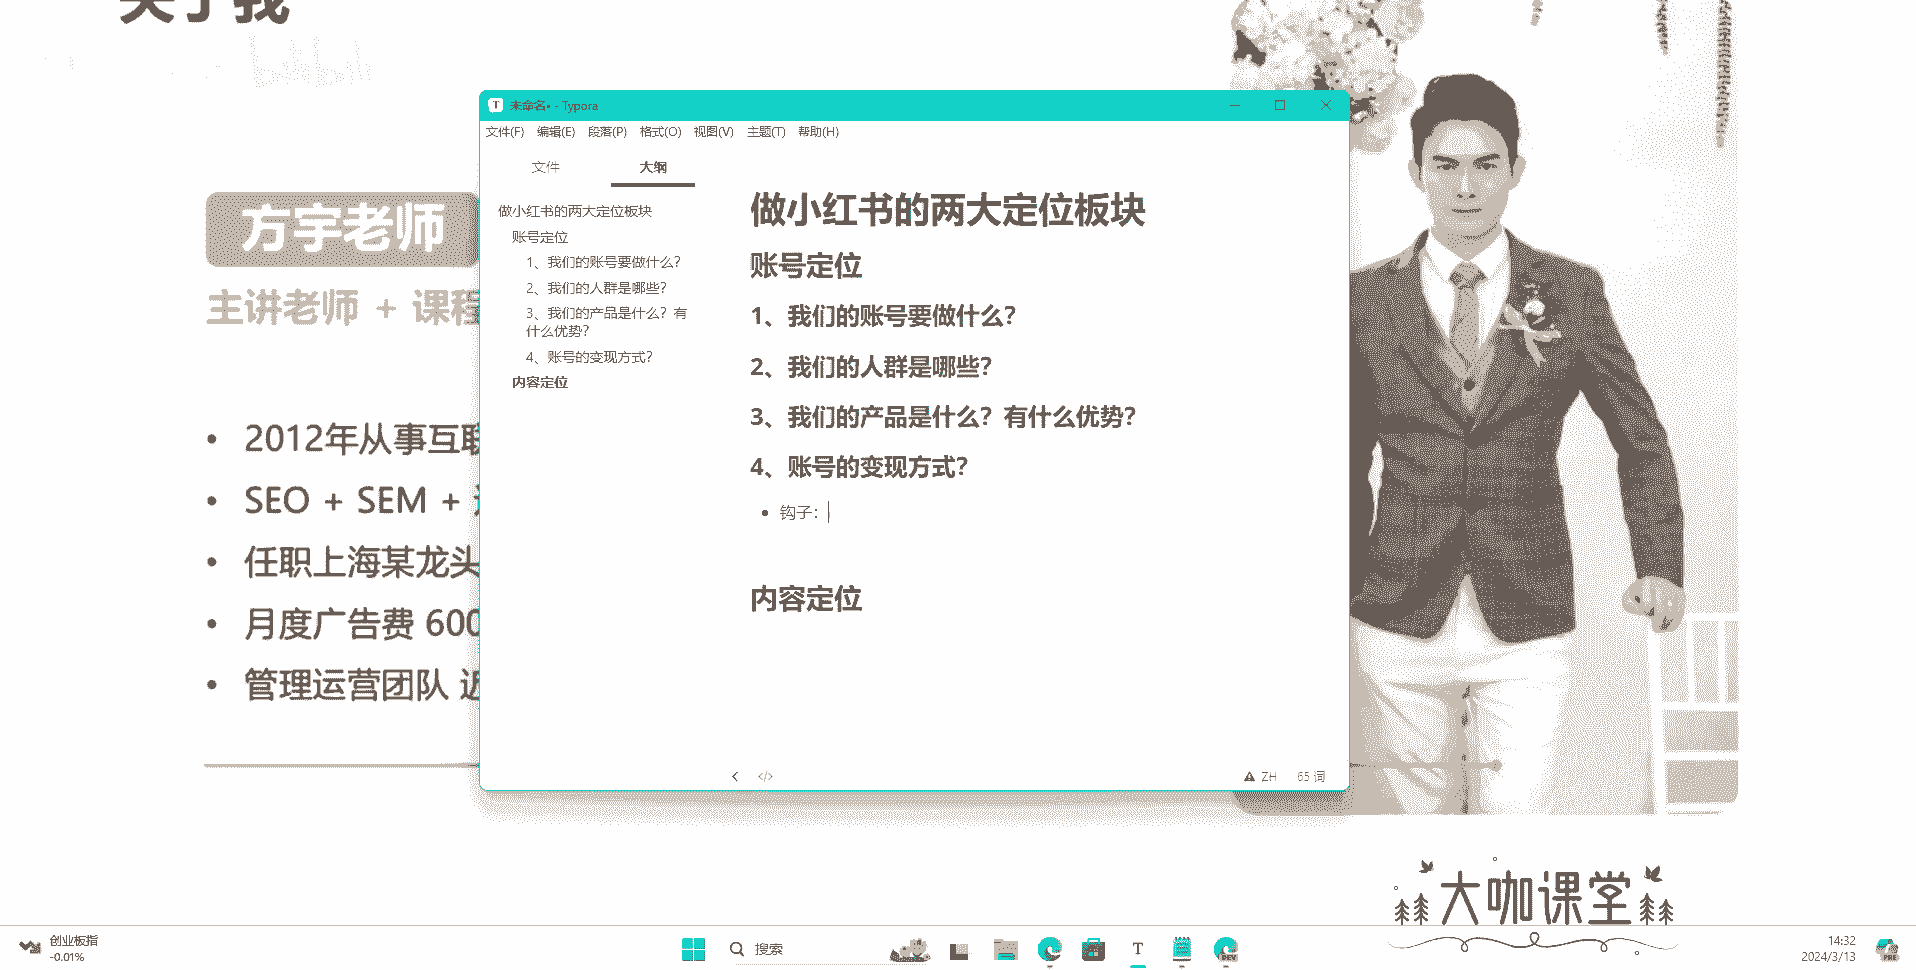 关于我
方宇老师
主讲老师 + 课程
• 2012年从事互联
• SEO + SEM +
• 任职上海某龙头
• 月度广告费 600
• 管理运营团队 近
未命名• - Typora
文件(F) 编辑(E) 段落(P) 格式(O) 视图(V) 主题(T) 帮助(H)
文件 大纲
做小红书的两大定位板块
账号定位
1、我们的账号要做什么？
2、我们的人群是哪些？
3、我们的产品是什么？有
什么优势？
4、账号的变现方式？
内容定位
做小红书的两大定位板块
账号定位
1、我们的账号要做什么？
2、我们的人群是哪些？
3、我们的产品是什么？有什么优势？
4、账号的变现方式？
• 钩子：
内容定位
</> ZH 65 词
大咖课堂
创业板指
-0.01%
搜索
T
DEV
14:32
2024/3/13
PRE